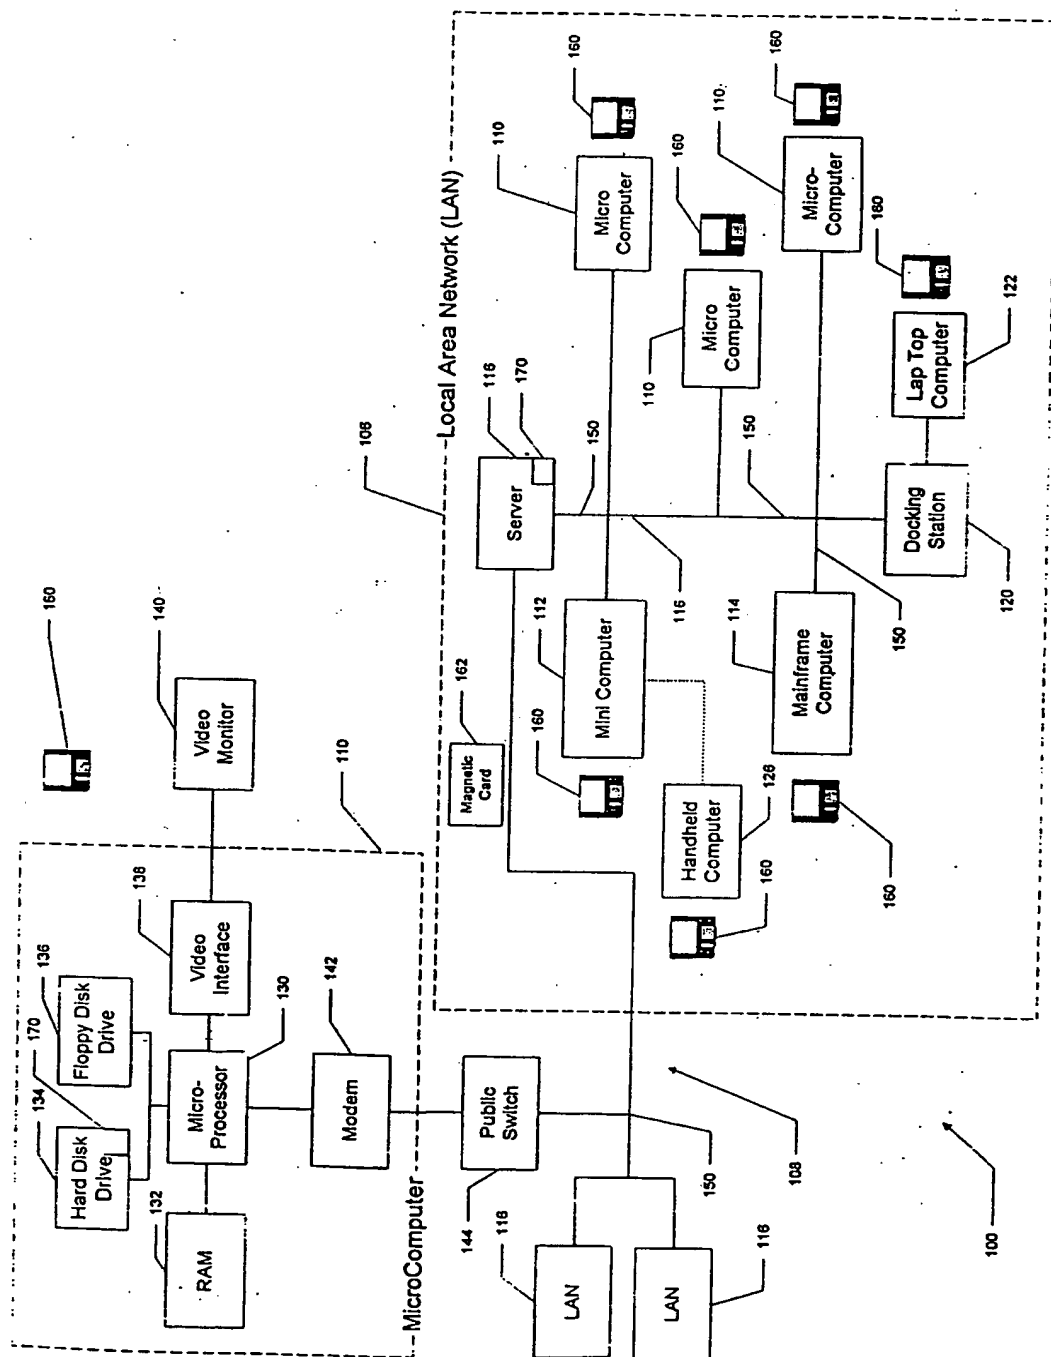 132
134
170
136
160
Hard Disk
Drive
Floppy Disk
Drive
138
140
RAM
Micro-
Processor
Video
Interface
Video
Monitor
130
110
142
Modem
MicroComputer
108
144
Public
Switch
Local Area Network (LAN)
116
162
116
110
160
Magnetic
Card
Server
170
LAN
112
150
160
Mini Computer
Micro
Computer
LAN
110
160
116
150
116
160
126
114
150
110
160
108
Handheld
Computer
Micro
Computer
160
Mainframe
Computer
Micro-
Computer
160
150
160
Docking
Station
Lap Top
Computer
100
120
122